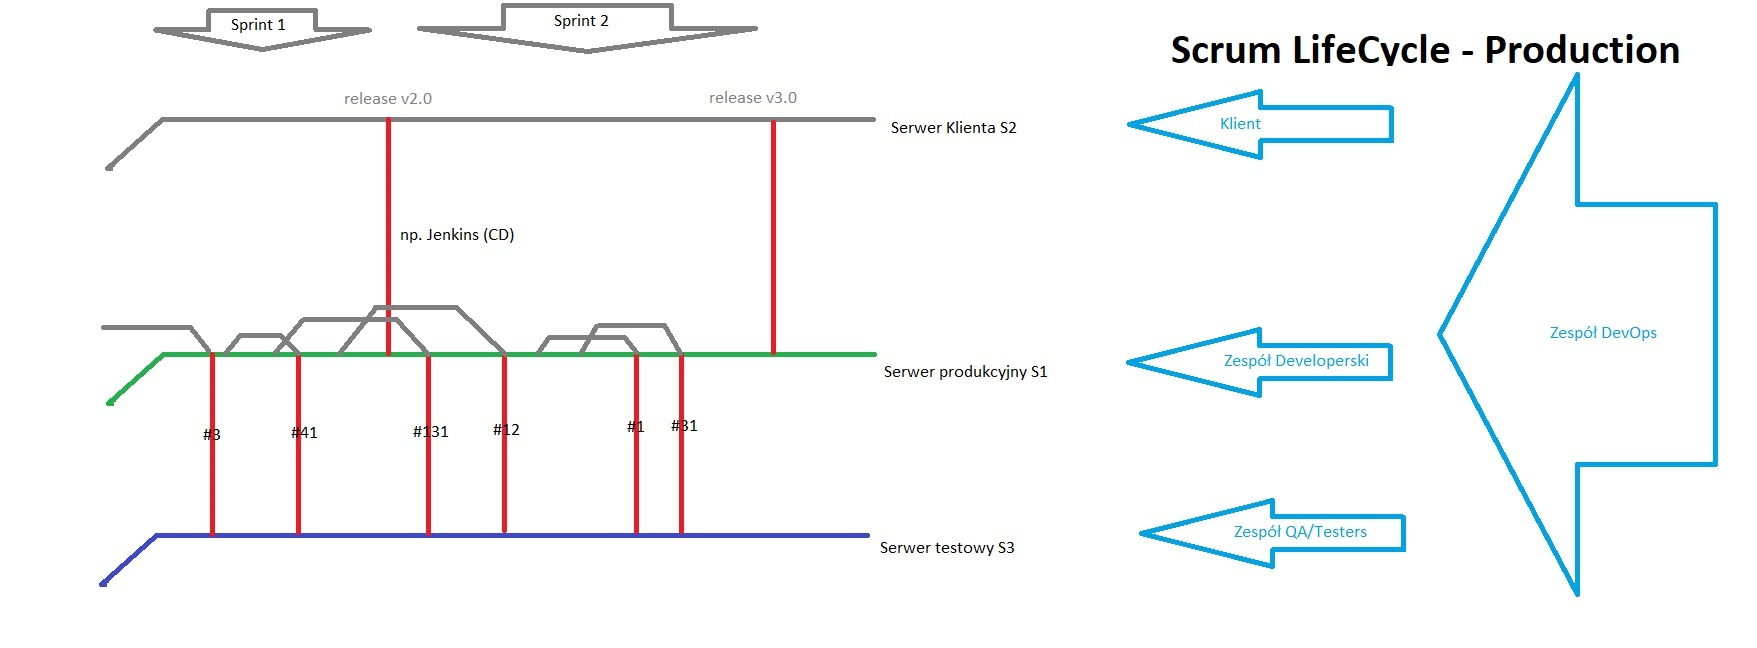 Sprint 1
Sprint 2
Scrum LifeCycle - Production
release v2.0
release v3.0
Serwer Klienta S2
Klient
np. Jenkins (CD)
Zespół DevOps
Zespół Developerski
Serwer produkcyjny S1
#3
#41
#131
#12
#1
#31
Zespół QA/Testers
Serwer testowy S3